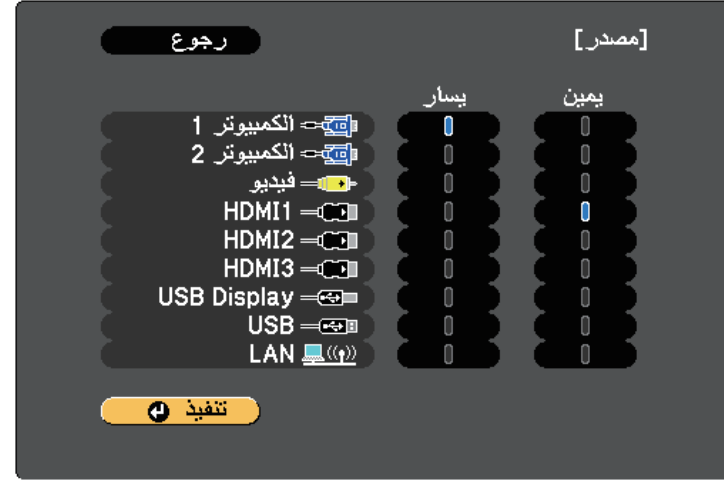 [مصدر]
رجوع
يمين
يسار
الكمبيوتر 1
الكمبيوتر 2
فيديو
HDMI1
HDMI2
HDMI3
USB Display
USB
LAN
تنفيذ